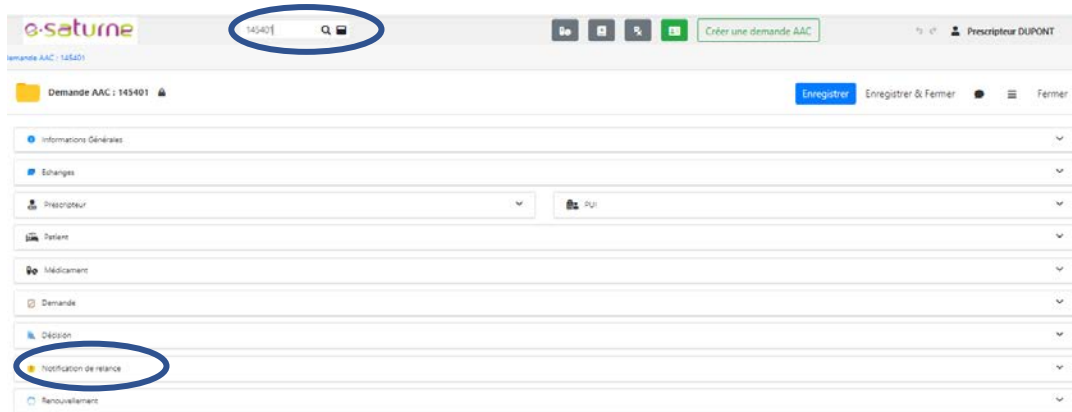 e-saturne
145401
Créer une demande AAC
Prescripteur DUPONT
Demande AAC : 145401
Demande AAC : 145401
Enregistrer Enregistrer & Fermer Fermer
Informations Générales
Echanges
Prescripteur PUI
Patient
Médicament
Demande
Décision
Notification de relance
Renouvellement